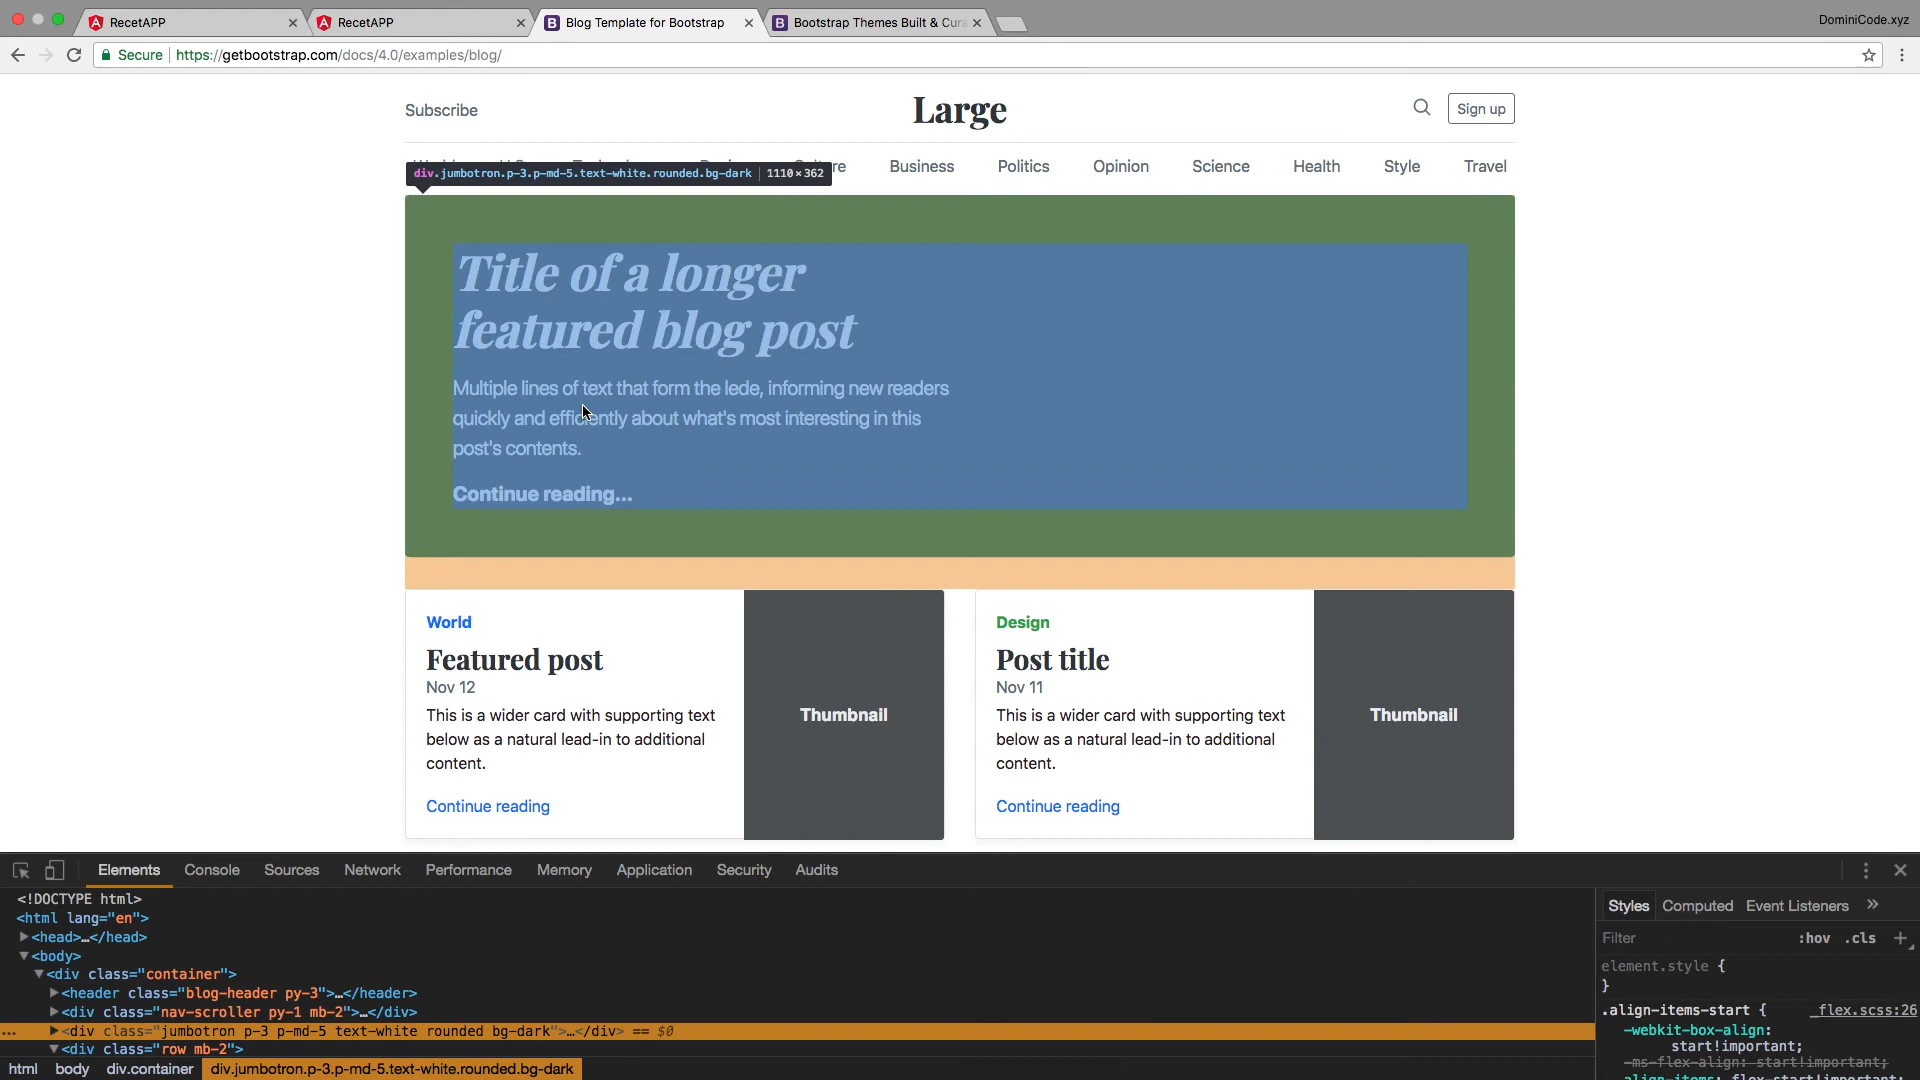 RecetAPP
RecetAPP
Blog Template for Bootstrap
Bootstrap Themes Built & Cura
DominiCode.xyz
Secure https://getbootstrap.com/docs/4.0/examples/blog/
Subscribe
Large
Sign up
Business Politics Opinion Science Health Style Travel
div.jumbotron.p-3.p-md-5.text-white.rounded.bg-dark 1110×362
Title of a longer
featured blog post
Multiple lines of text that form the lede, informing new readers
quickly and efficiently about what's most interesting in this
post's contents.
Continue reading...
World
Featured post
Nov 12
This is a wider card with supporting text
below as a natural lead-in to additional
content.
Continue reading
Thumbnail
Design
Post title
Nov 11
This is a wider card with supporting text
below as a natural lead-in to additional
content.
Continue reading
Thumbnail
Elements Console Sources Network Performance Memory Application Security Audits
<!DOCTYPE html>
<html lang="en">
<head>…</head>
<body>
<div class="container">
<header class="blog-header py-3">…</header>
<div class="nav-scroller py-1 mb-2">…</div>
... <div class="jumbotron p-3 p-md-5 text-white rounded bg-dark">…</div> == $0
<div class="row mb-2">
html body div.container div.jumbotron.p-3.p-md-5.text-white.rounded.bg-dark
Styles Computed Event Listeners »
Filter :hov .cls +
element.style {
}
.align-items-start { _flex.scss:26
-webkit-box-align:
start!important;
-ms-flex-align: start!important;
align-items: flex-start!important;